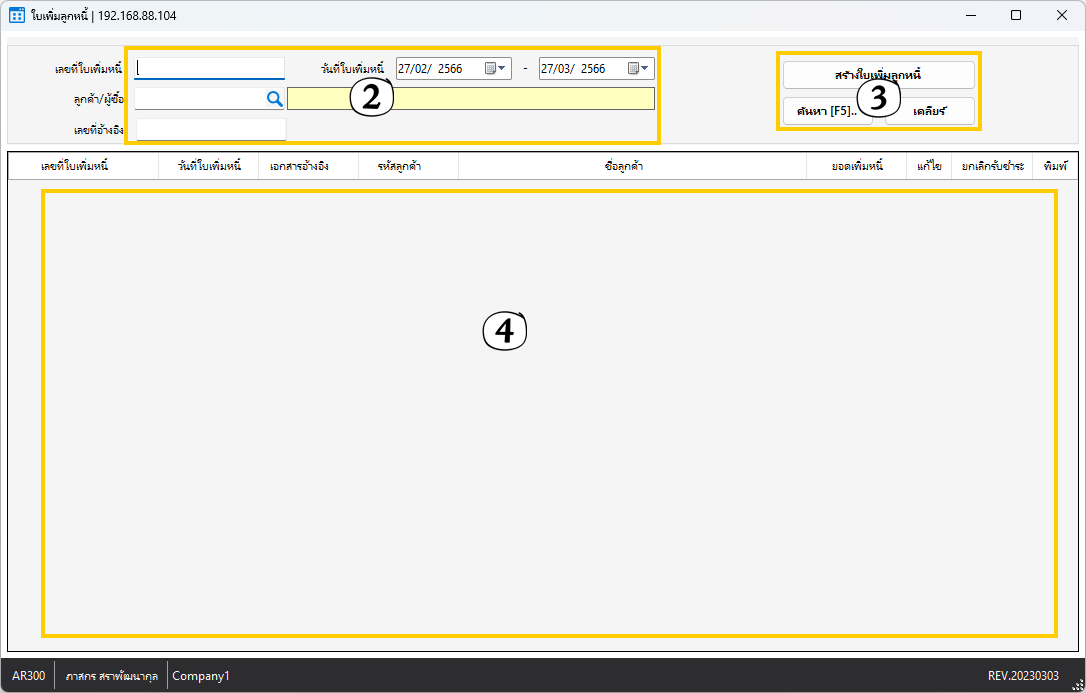 ใบเพิ่มลูกหนี้ | 192.168.88.104
เลขที่ใบเพิ่มหนี้ วันที่ใบเพิ่มหนี้ 27/02/ 2566 - 27/03/ 2566
สร้างใบเพิ่มลูกหนี้
ลูกค้า/ผู้ซื้อ 2
3
ค้นหา [F5].. เคลียร์
เลขที่อ้างอิง
เลขที่ใบเพิ่มหนี้ วันที่ใบเพิ่มหนี้ เอกสารอ้างอิง รหัสลูกค้า ชื่อลูกค้า ยอดเพิ่มหนี้ แก้ไข ยกเลิกรับชำระ พิมพ์
4
AR300 ภาสกร สราพัฒนากุล Company1 REV.20230303